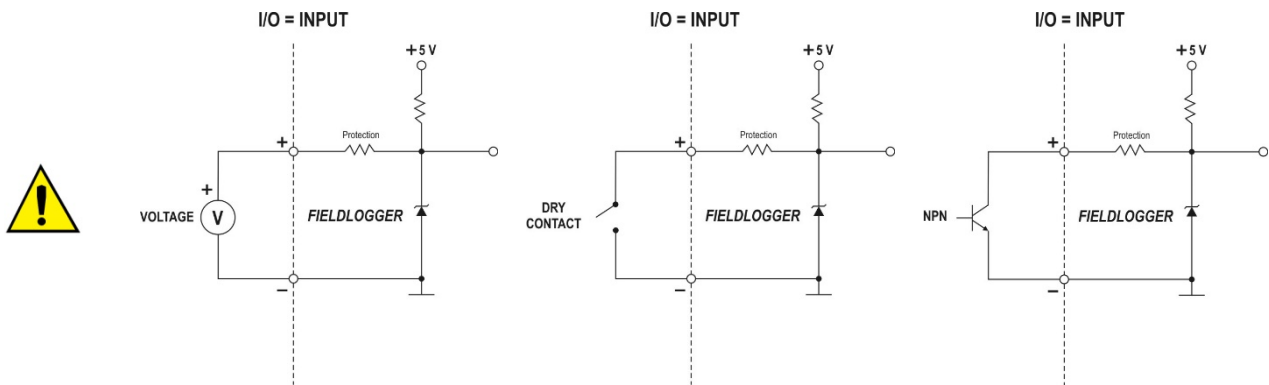 I/O = INPUT
+5 V
Protection
+
+
VOLTAGE
V
FIELDLOGGER
−
I/O = INPUT
+5 V
Protection
+
DRY
CONTACT
FIELDLOGGER
−
I/O = INPUT
+5 V
Protection
+
NPN
FIELDLOGGER
−
!